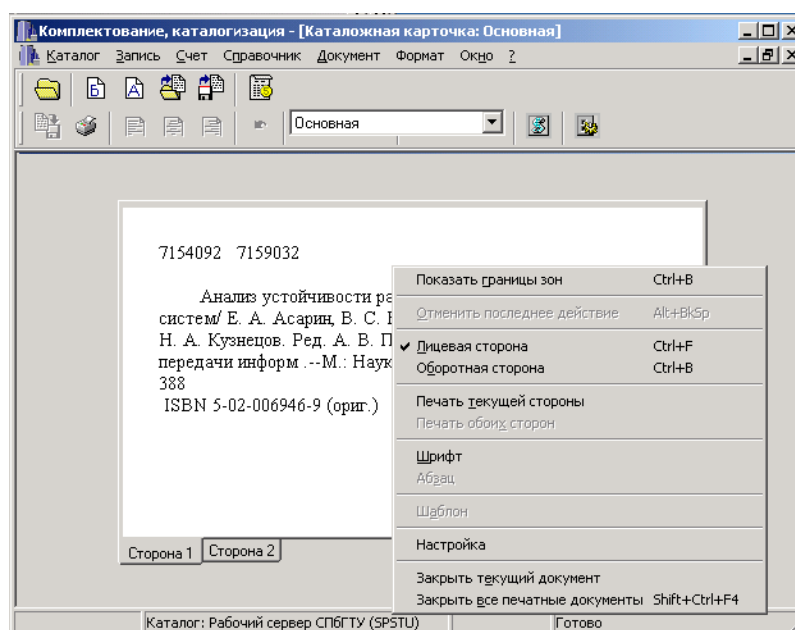 Комплектование, каталогизация - [Каталожная карточка: Основная]
Каталог Запись Счет Справочник Документ Формат Окно ?
Основная
7154092 7159032
Анализ устойчивости ра
систем/ Е. А. Асарин, В. С.
Н. А. Кузнецов. Ред. А. В. П
передачи информ .--М.: Наук
388
ISBN 5-02-006946-9 (ориг.)
Сторона 1 Сторона 2
Показать границы зон Ctrl+B
Отменить последнее действие Alt+BkSp
Лицевая сторона Ctrl+F
Оборотная сторона Ctrl+B
Печать текущей стороны
Печать обоих сторон
Шрифт
Абзац
Шаблон
Настройка
Закрыть текущий документ
Закрыть все печатные документы Shift+Ctrl+F4
Каталог: Рабочий сервер СПбГТУ (SPSTU) Готово